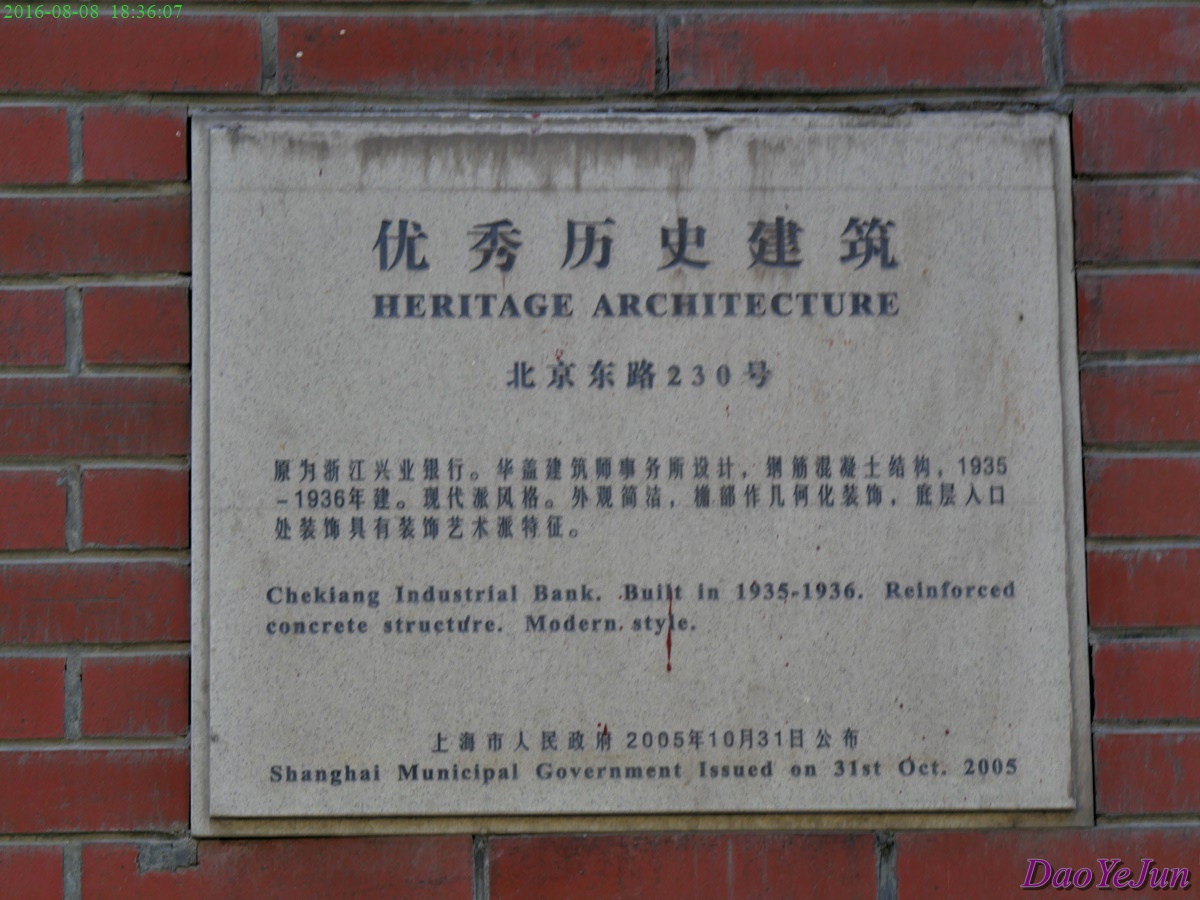 2016-08-08 18:36:07
优秀历史建筑
HERITAGE ARCHITECTURE
北京东路230号
原为浙江兴业银行。华盖建筑师事务所设计,钢筋混凝土结构,1935
-1936年建。现代派风格。外观简洁,檐部作几何化装饰,底层入口
处装饰具有装饰艺术派特征。
Chekiang Industrial Bank. Built in 1935-1936. Reinforced
concrete structure. Modern style.
上海市人民政府 2005年10月31日公布
Shanghai Municipal Government Issued on 31st Oct. 2005
DaoYeJun